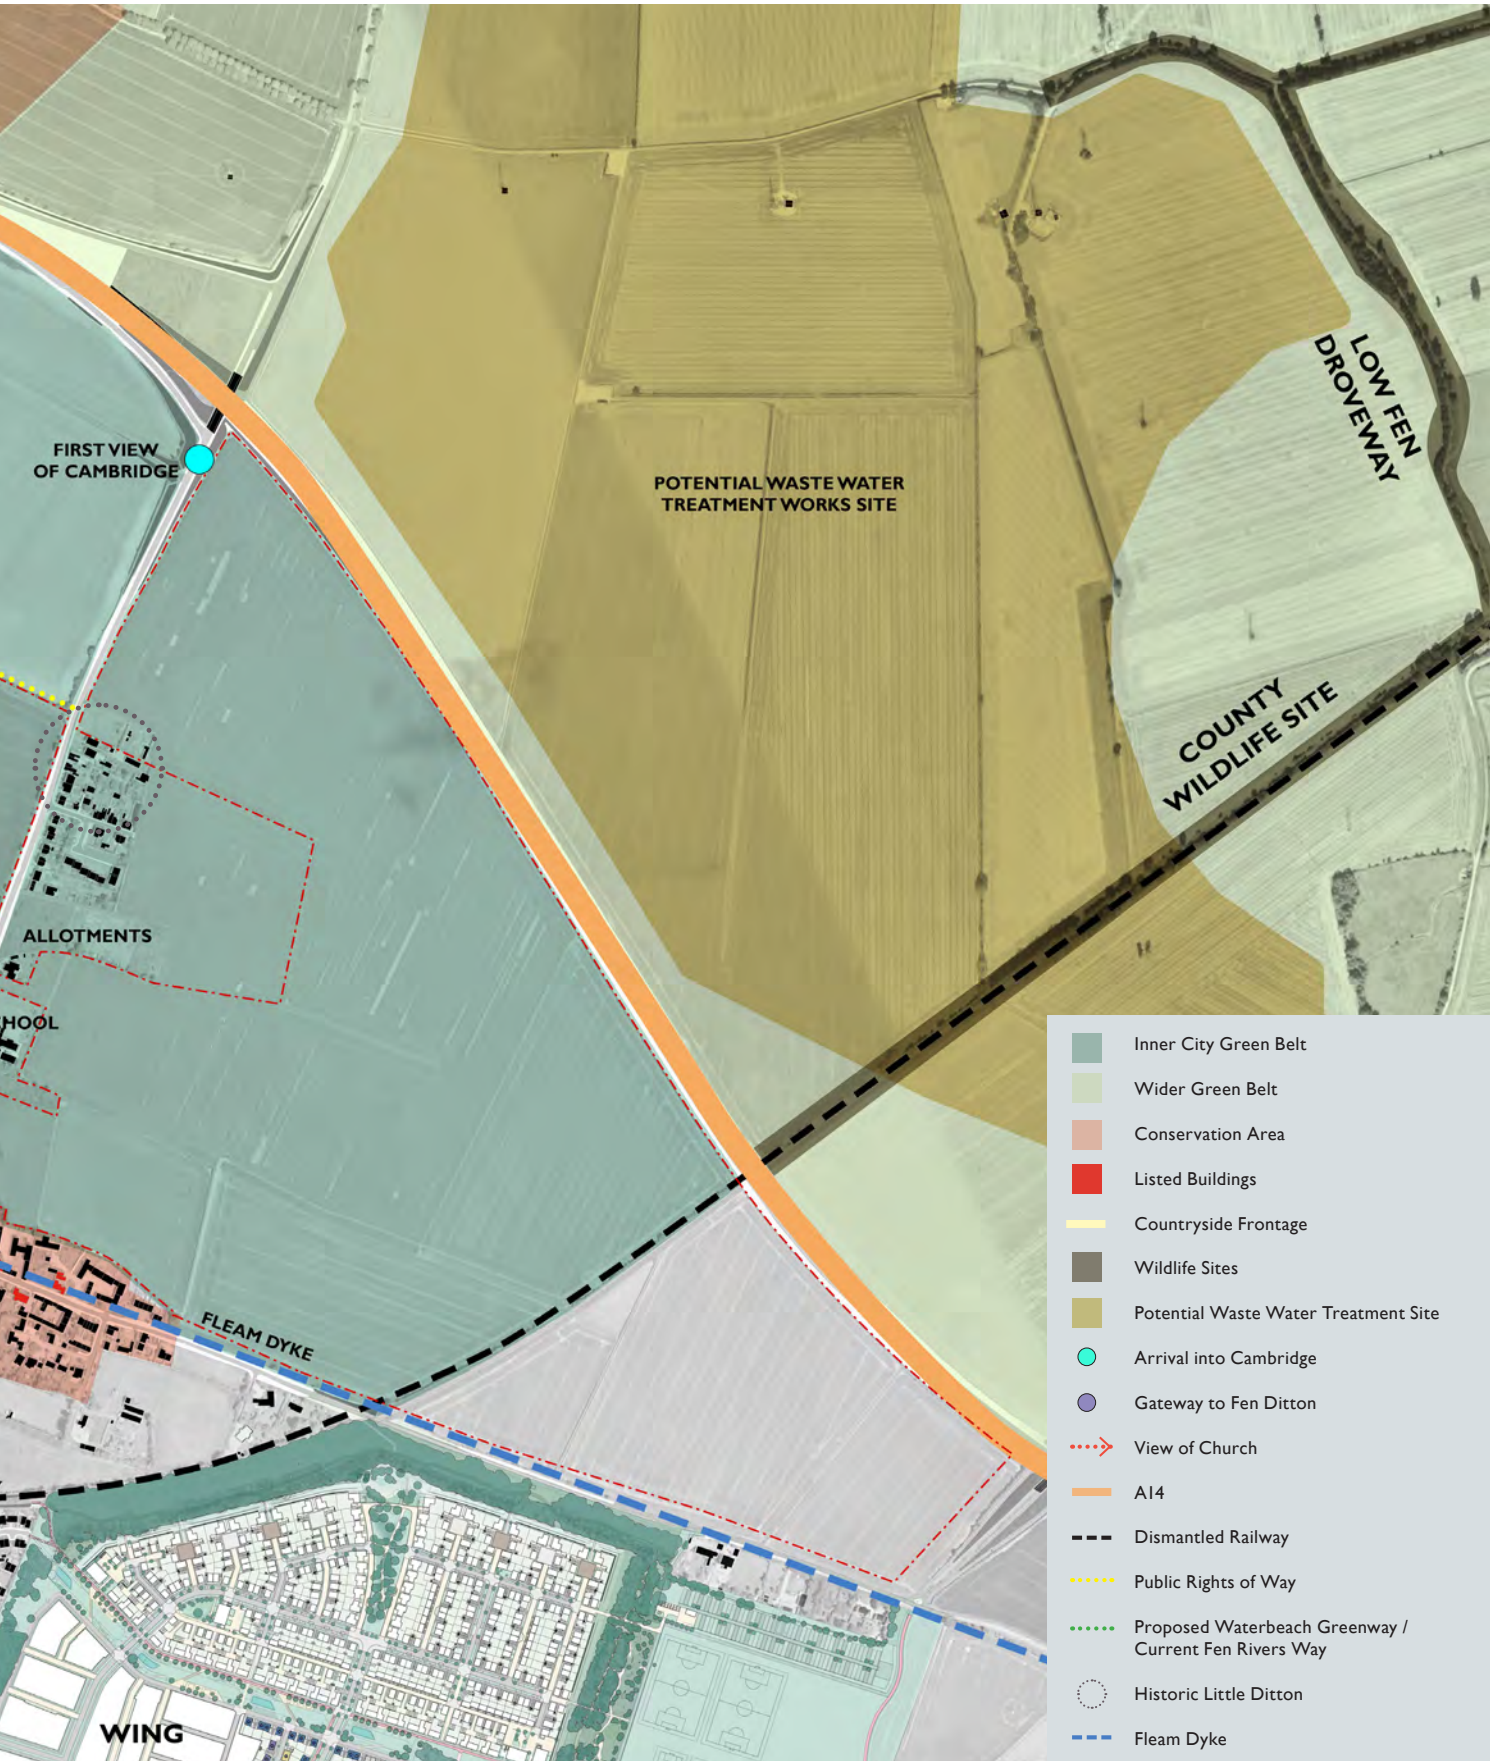 FIRST VIEW
OF CAMBRIDGE
POTENTIAL WASTE WATER
TREATMENT WORKS SITE
LOW FEN
DROVEWAY
COUNTY
WILDLIFE SITE
ALLOTMENTS
HOOL
FLEAM DYKE
WING
Inner City Green Belt
Wider Green Belt
Conservation Area
Listed Buildings
Countryside Frontage
Wildlife Sites
Potential Waste Water Treatment Site
Arrival into Cambridge
Gateway to Fen Ditton
View of Church
A14
Dismantled Railway
Public Rights of Way
Proposed Waterbeach Greenway /
Current Fen Rivers Way
Historic Little Ditton
Fleam Dyke